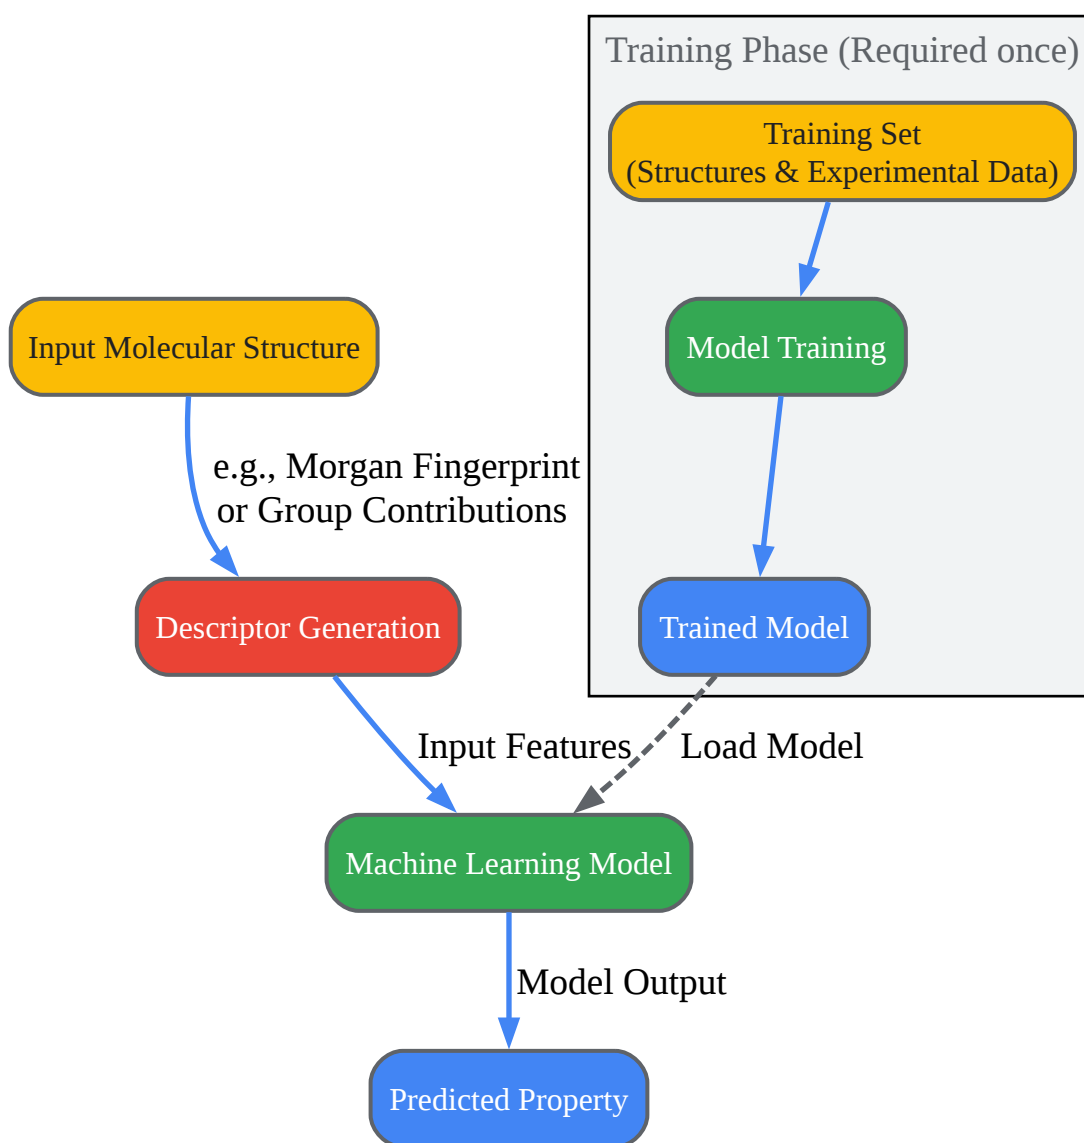 Training Phase (Required once)
Training Set
(Structures & Experimental Data)
Input Molecular Structure
Model Training
e.g., Morgan Fingerprint
or Group Contributions
Descriptor Generation
Trained Model
Input Features
Load Model
Machine Learning Model
Model Output
Predicted Property